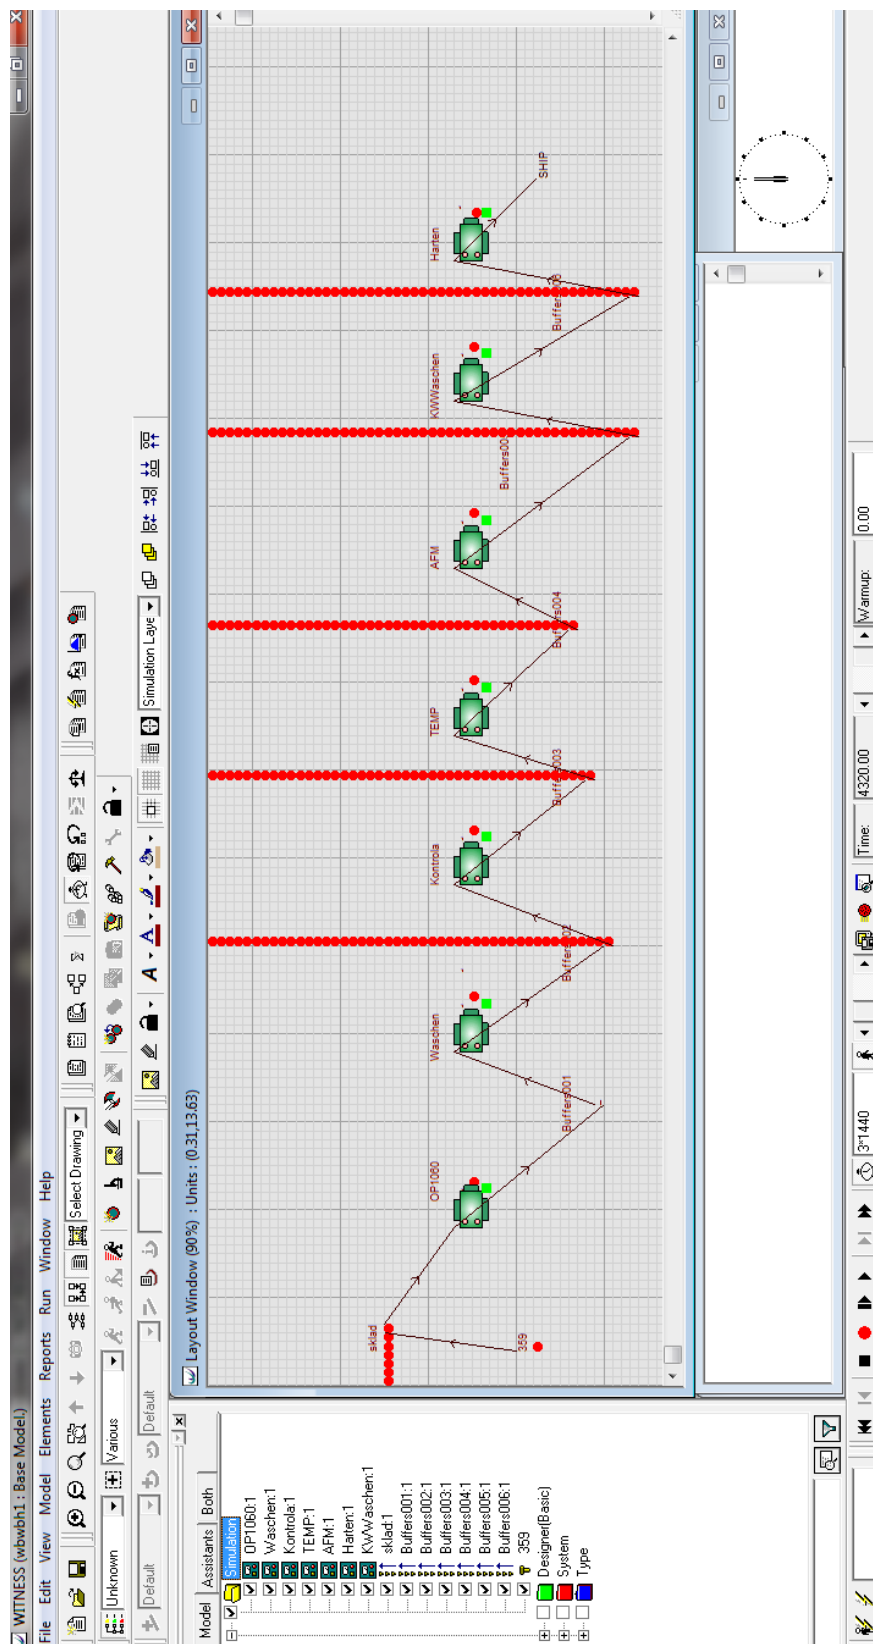 WITNESS (wbwbh1 : Base Model.)
File Edit View Model Elements Reports Run Window Help
Select Drawing
Unknown
Various
Default
Default
Simulation Laye
Model Assistants Both
Simulation
OP1060:1
Waschen:1
Kontrola:1
TEMP:1
AFM:1
Harten:1
KWWaschen:1
sklad:1
Buffers001:1
Buffers002:1
Buffers003:1
Buffers004:1
Buffers005:1
Buffers006:1
359
Designer(Basic)
System
Type
Layout Window (90%) : Units : (0.31,13.63)
sklad
359
OP1060
Buffers001
Waschen
Buffers002
Kontrola
Buffers003
TEMP
Buffers004
AFM
Buffers005
KWWaschen
Buffers006
Harten
SHIP
3*1440
Time: 4320.00
Warmup: 0.00